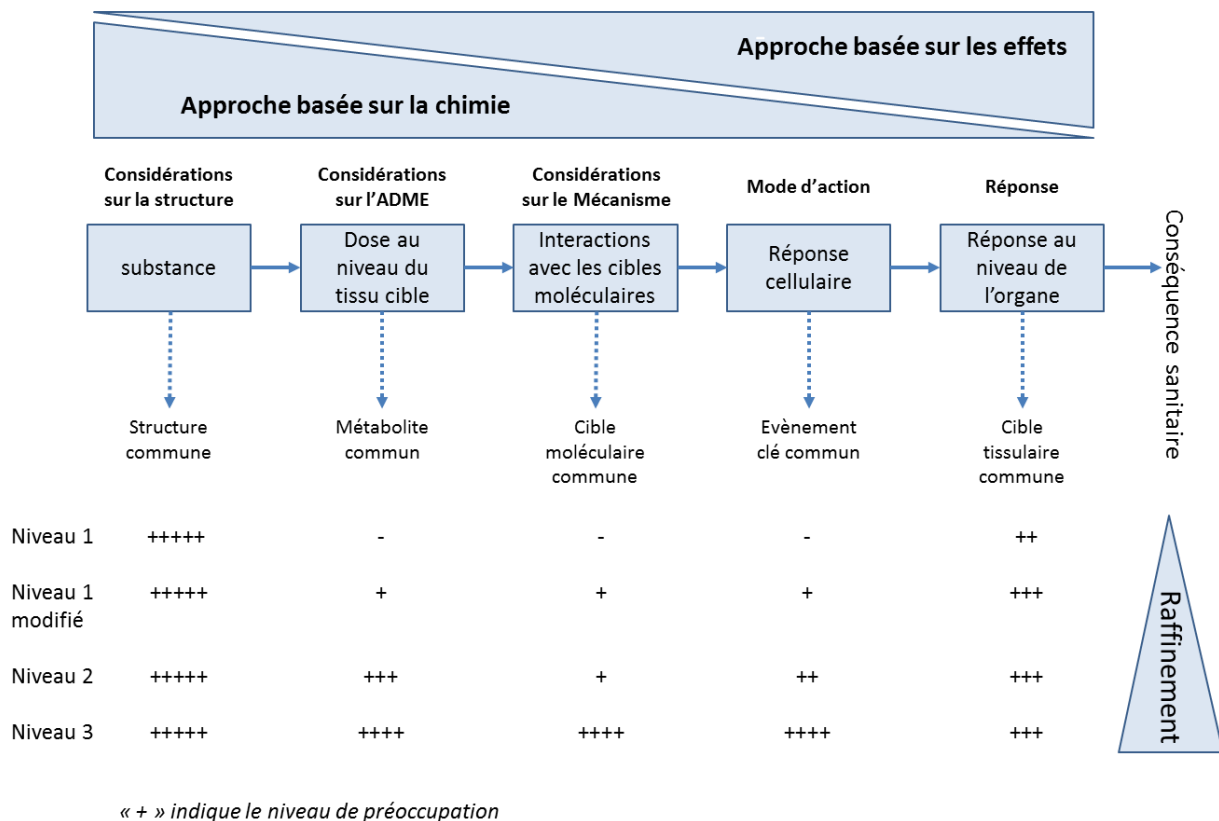 Approche basée sur les effets
Approche basée sur la chimie
Considérations
sur la structure
Considérations
sur l'ADME
Considérations
sur le Mécanisme
Mode d'action
Réponse
substance
Dose au
niveau du
tissu cible
Interactions
avec les cibles
moléculaires
Réponse
cellulaire
Réponse au
niveau de
l'organe
Conséquence sanitaire
Structure
commune
Métabolite
commun
Cible
moléculaire
commune
Evènement
clé commun
Cible
tissulaire
commune
Niveau 1 +++++ - - - ++
Niveau 1
modifié +++++ + + + +++
Niveau 2 +++++ +++ + ++ +++
Niveau 3 +++++ ++++ ++++ ++++ +++
Raffinement
« + » indique le niveau de préoccupation